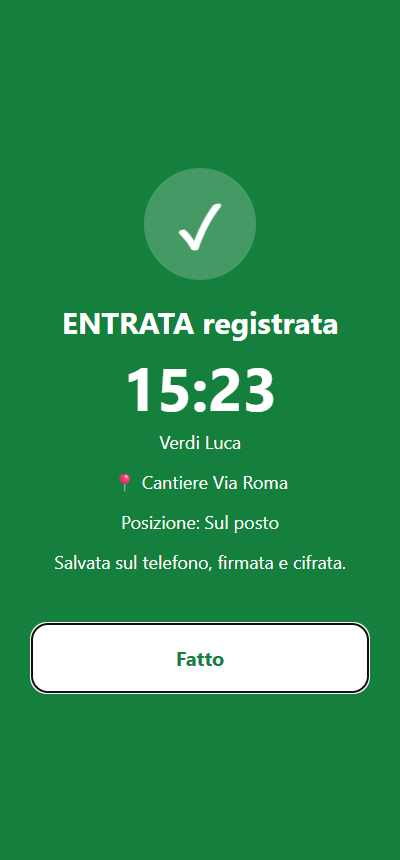 ENTRATA registrata
15:23
Verdi Luca
📍 Cantiere Via Roma
Posizione: Sul posto
Salvata sul telefono, firmata e cifrata.
Fatto